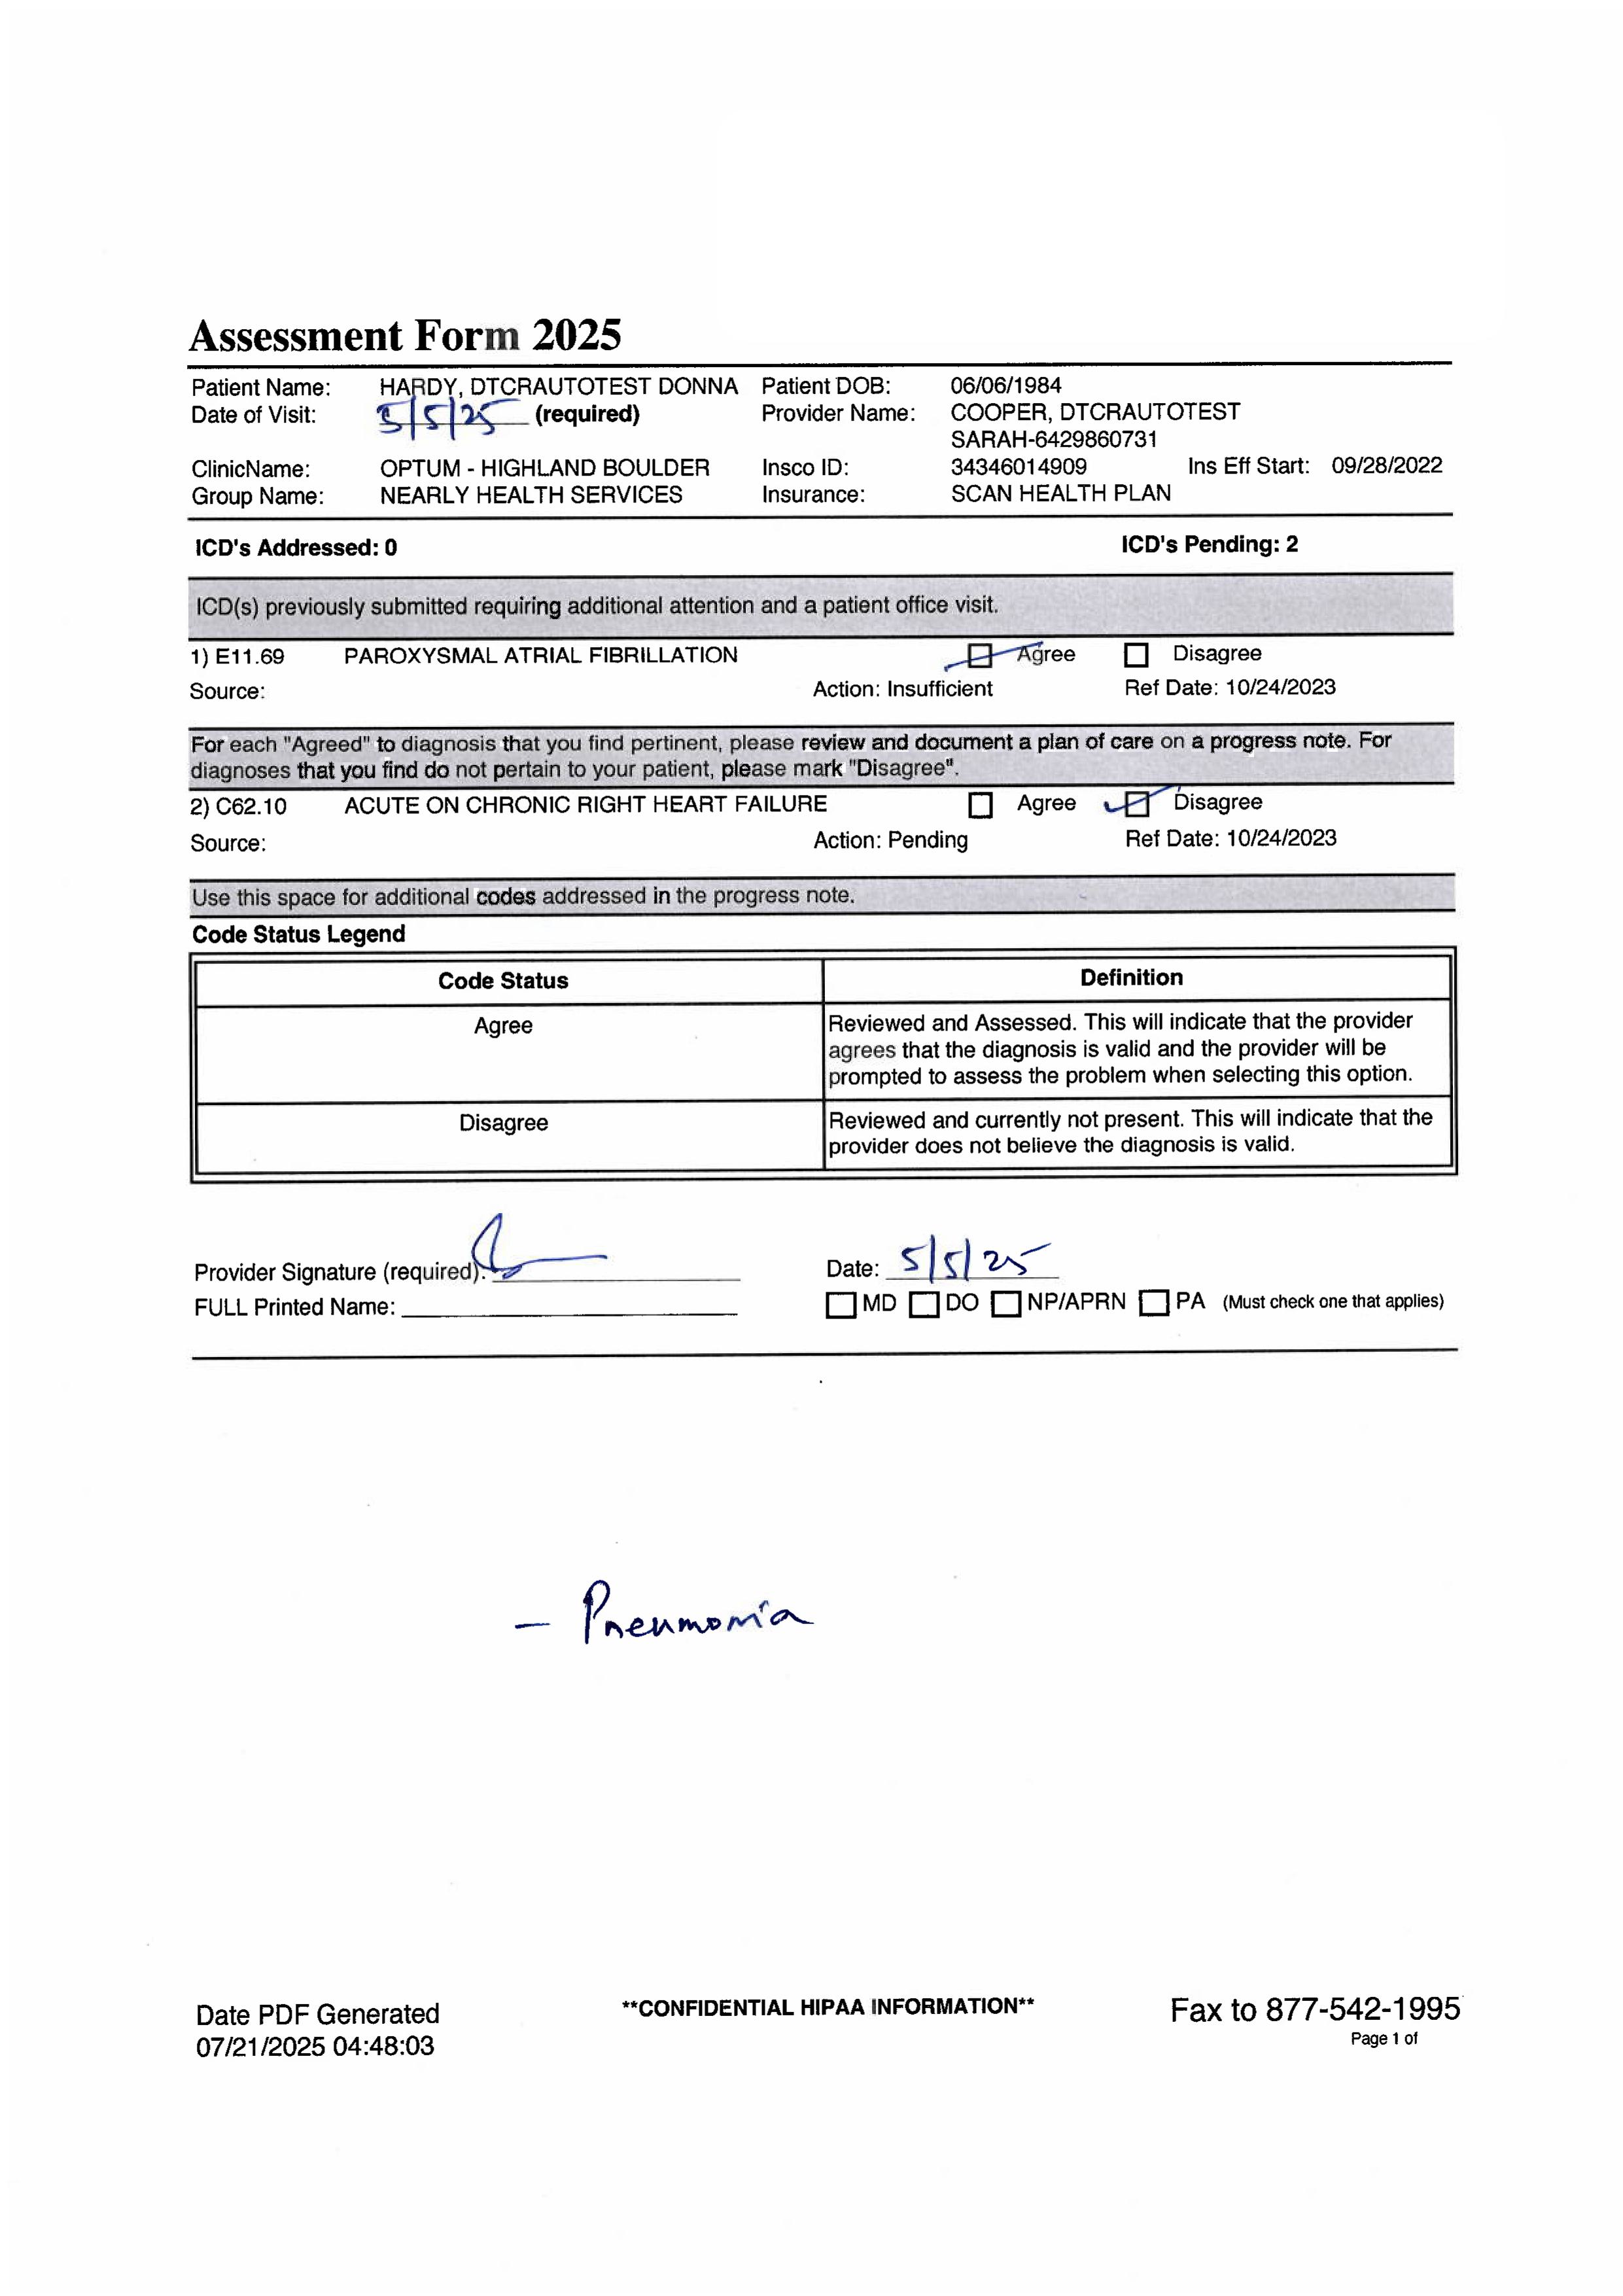 Assessment Form 2025
Patient Name: HARDY, DTCRAUTOTEST DONNA Patient DOB: 06/06/1984
Date of Visit: 5/5/25 (required) Provider Name: COOPER, DTCRAUTOTEST
SARAH-6429860731
ClinicName: OPTUM - HIGHLAND BOULDER Insco ID: 34346014909 Ins Eff Start: 09/28/2022
Group Name: NEARLY HEALTH SERVICES Insurance: SCAN HEALTH PLAN
ICD's Addressed: 0 ICD's Pending: 2
ICD(s) previously submitted requiring additional attention and a patient office visit.
1) E11.69 PAROXYSMAL ATRIAL FIBRILLATION Agree Disagree
Source: Action: Insufficient Ref Date: 10/24/2023
For each "Agreed" to diagnosis that you find pertinent, please review and document a plan of care on a progress note. For
diagnoses that you find do not pertain to your patient, please mark "Disagree".
2) C62.10 ACUTE ON CHRONIC RIGHT HEART FAILURE Agree Disagree
Source: Action: Pending Ref Date: 10/24/2023
Use this space for additional codes addressed in the progress note.
Code Status Legend
Code Status Definition
Agree Reviewed and Assessed. This will indicate that the provider
agrees that the diagnosis is valid and the provider will be
prompted to assess the problem when selecting this option.
Disagree Reviewed and currently not present. This will indicate that the
provider does not believe the diagnosis is valid.
Provider Signature (required): Date: 5/5/25
FULL Printed Name: MD DO NP/APRN PA (Must check one that applies)
- Pneumonia
Date PDF Generated **CONFIDENTIAL HIPAA INFORMATION** Fax to 877-542-1995
07/21/2025 04:48:03 Page 1 of